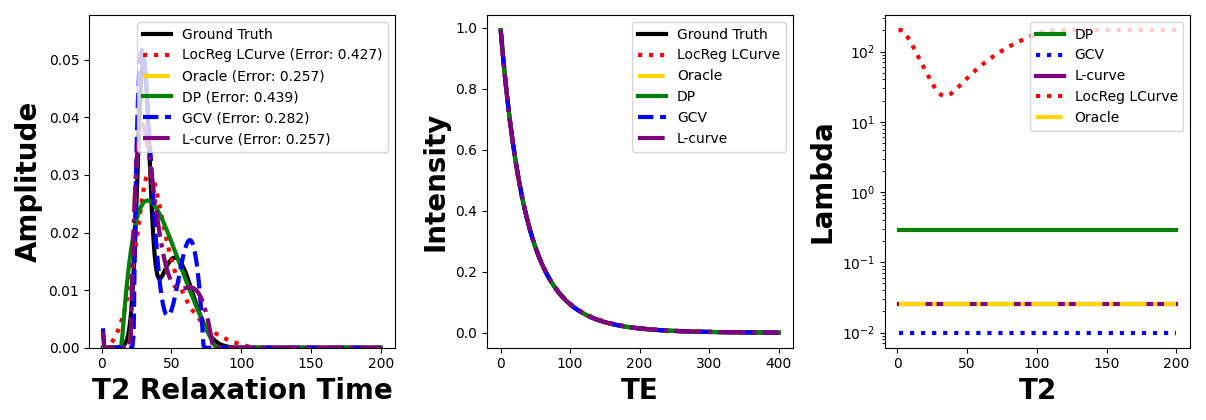 Amplitude
0.05
0.04
0.03
0.02
0.01
0.00
Ground Truth
LocReg LCurve (Error: 0.427)
Oracle (Error: 0.257)
DP (Error: 0.439)
GCV (Error: 0.282)
L-curve (Error: 0.257)
0 50 100 150 200
T2 Relaxation Time
Intensity
1.0
0.8
0.6
0.4
0.2
0.0
Ground Truth
LocReg LCurve
Oracle
DP
GCV
L-curve
0 100 200 300 400
TE
Lambda
10²
10¹
10⁰
10⁻¹
10⁻²
DP
GCV
L-curve
LocReg LCurve
Oracle
0 50 100 150 200
T2